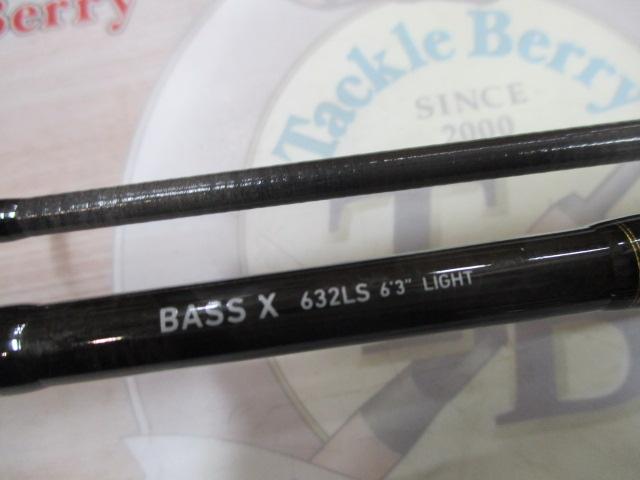 Berry
Tackle Berry
SINCE
2000
T
BASS X 632LS 6'3" LIGHT
B